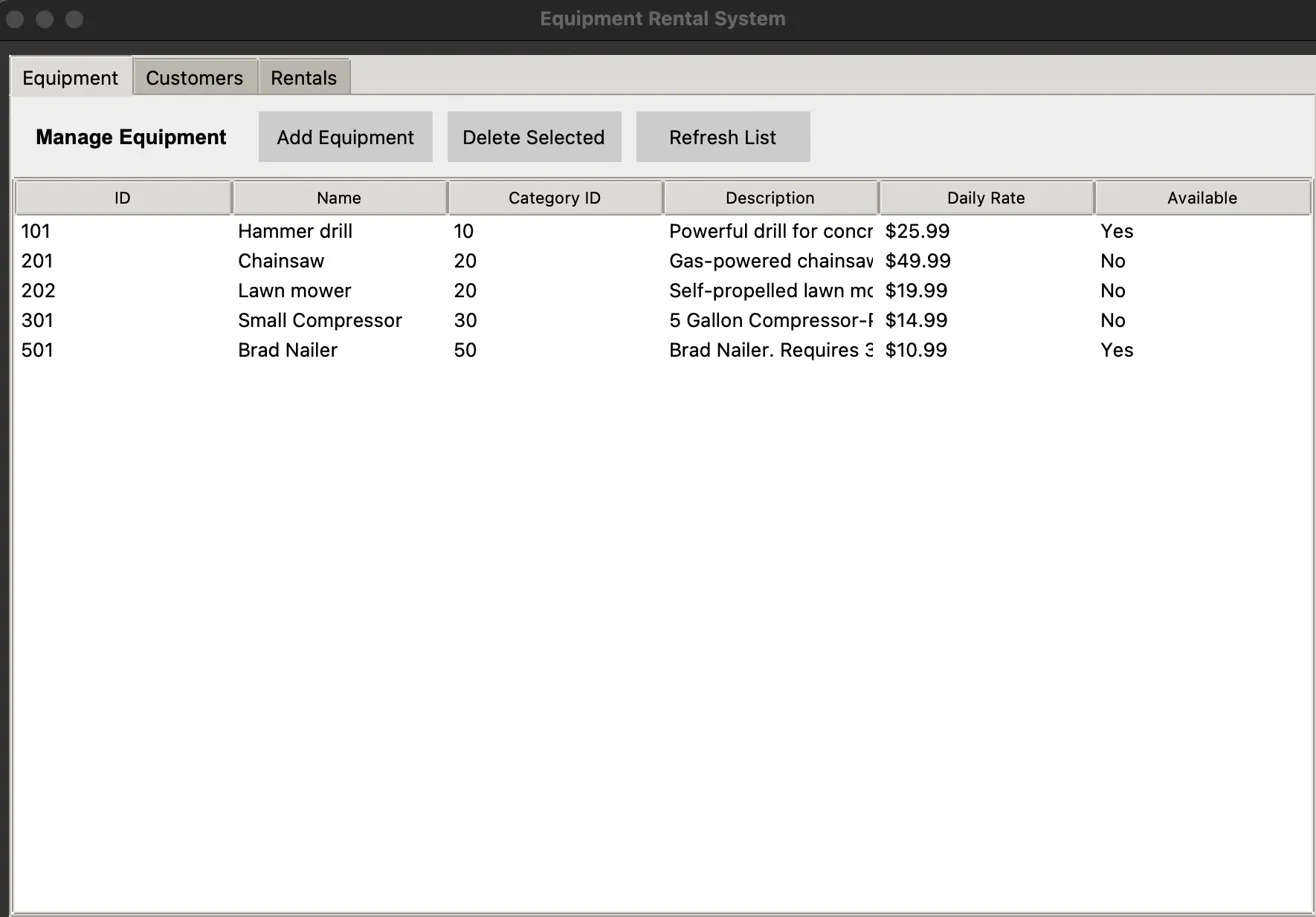 Equipment Rental System
Equipment Customers Rentals
Manage Equipment Add Equipment Delete Selected Refresh List
ID Name Category ID Description Daily Rate Available
101 Hammer drill 10 Powerful drill for concr $25.99 Yes
201 Chainsaw 20 Gas-powered chainsaw $49.99 No
202 Lawn mower 20 Self-propelled lawn mo $19.99 No
301 Small Compressor 30 5 Gallon Compressor- $14.99 No
501 Brad Nailer 50 Brad Nailer. Requires 3 $10.99 Yes